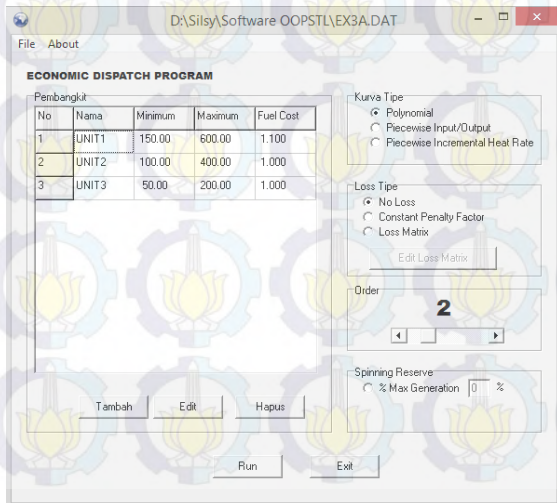 D:\Silsy\Software OOPSTL\EX3A.DAT
File About
ECONOMIC DISPATCH PROGRAM
Pembangkit
No Nama Minimum Maximum Fuel Cost
1 UNIT1 150.00 600.00 1.100
2 UNIT2 100.00 400.00 1.000
3 UNIT3 50.00 200.00 1.000
Tambah Edit Hapus
Kurva Tipe
Polynomial
Piecewise Input/Output
Piecewise Incremental Heat Rate
Loss Tipe
No Loss
Constant Penalty Factor
Loss Matrix
Edit Loss Matrix
Order
2
Spinning Reserve
% Max Generation 0 %
Run Exit